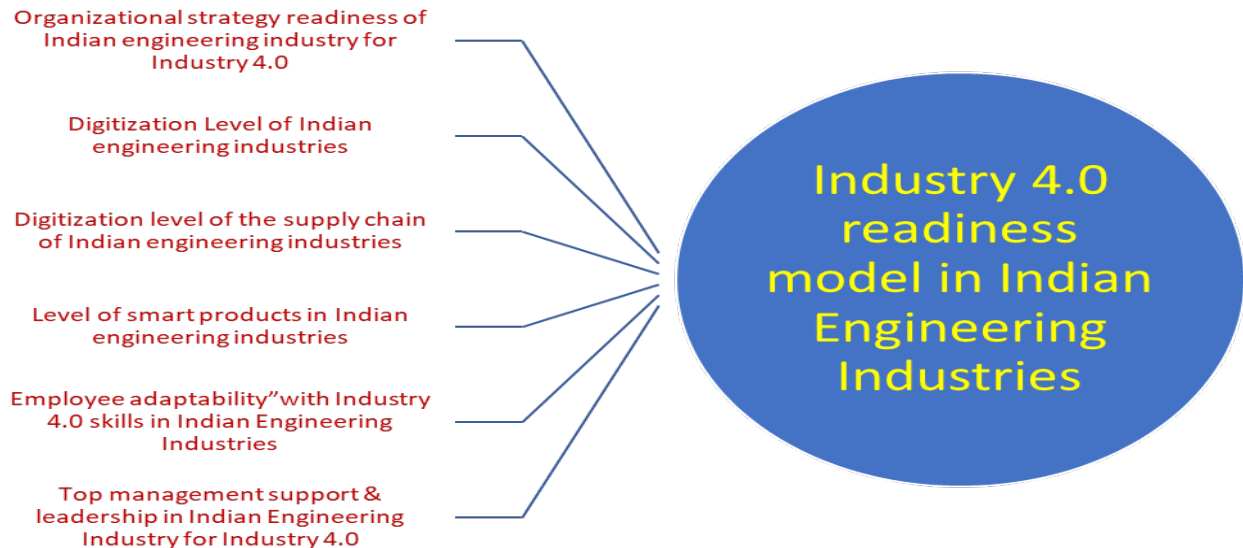 Organizational strategy readiness of
Indian engineering industry for
Industry 4.0
Digitization Level of Indian
engineering industries
Digitization level of the supply chain
of Indian engineering industries
Level of smart products in Indian
engineering industries
Employee adaptability”with Industry
4.0 skills in Indian Engineering
Industries
Top management support &
leadership in Indian Engineering
Industry for Industry 4.0
Industry 4.0
readiness
model in Indian
Engineering
Industries